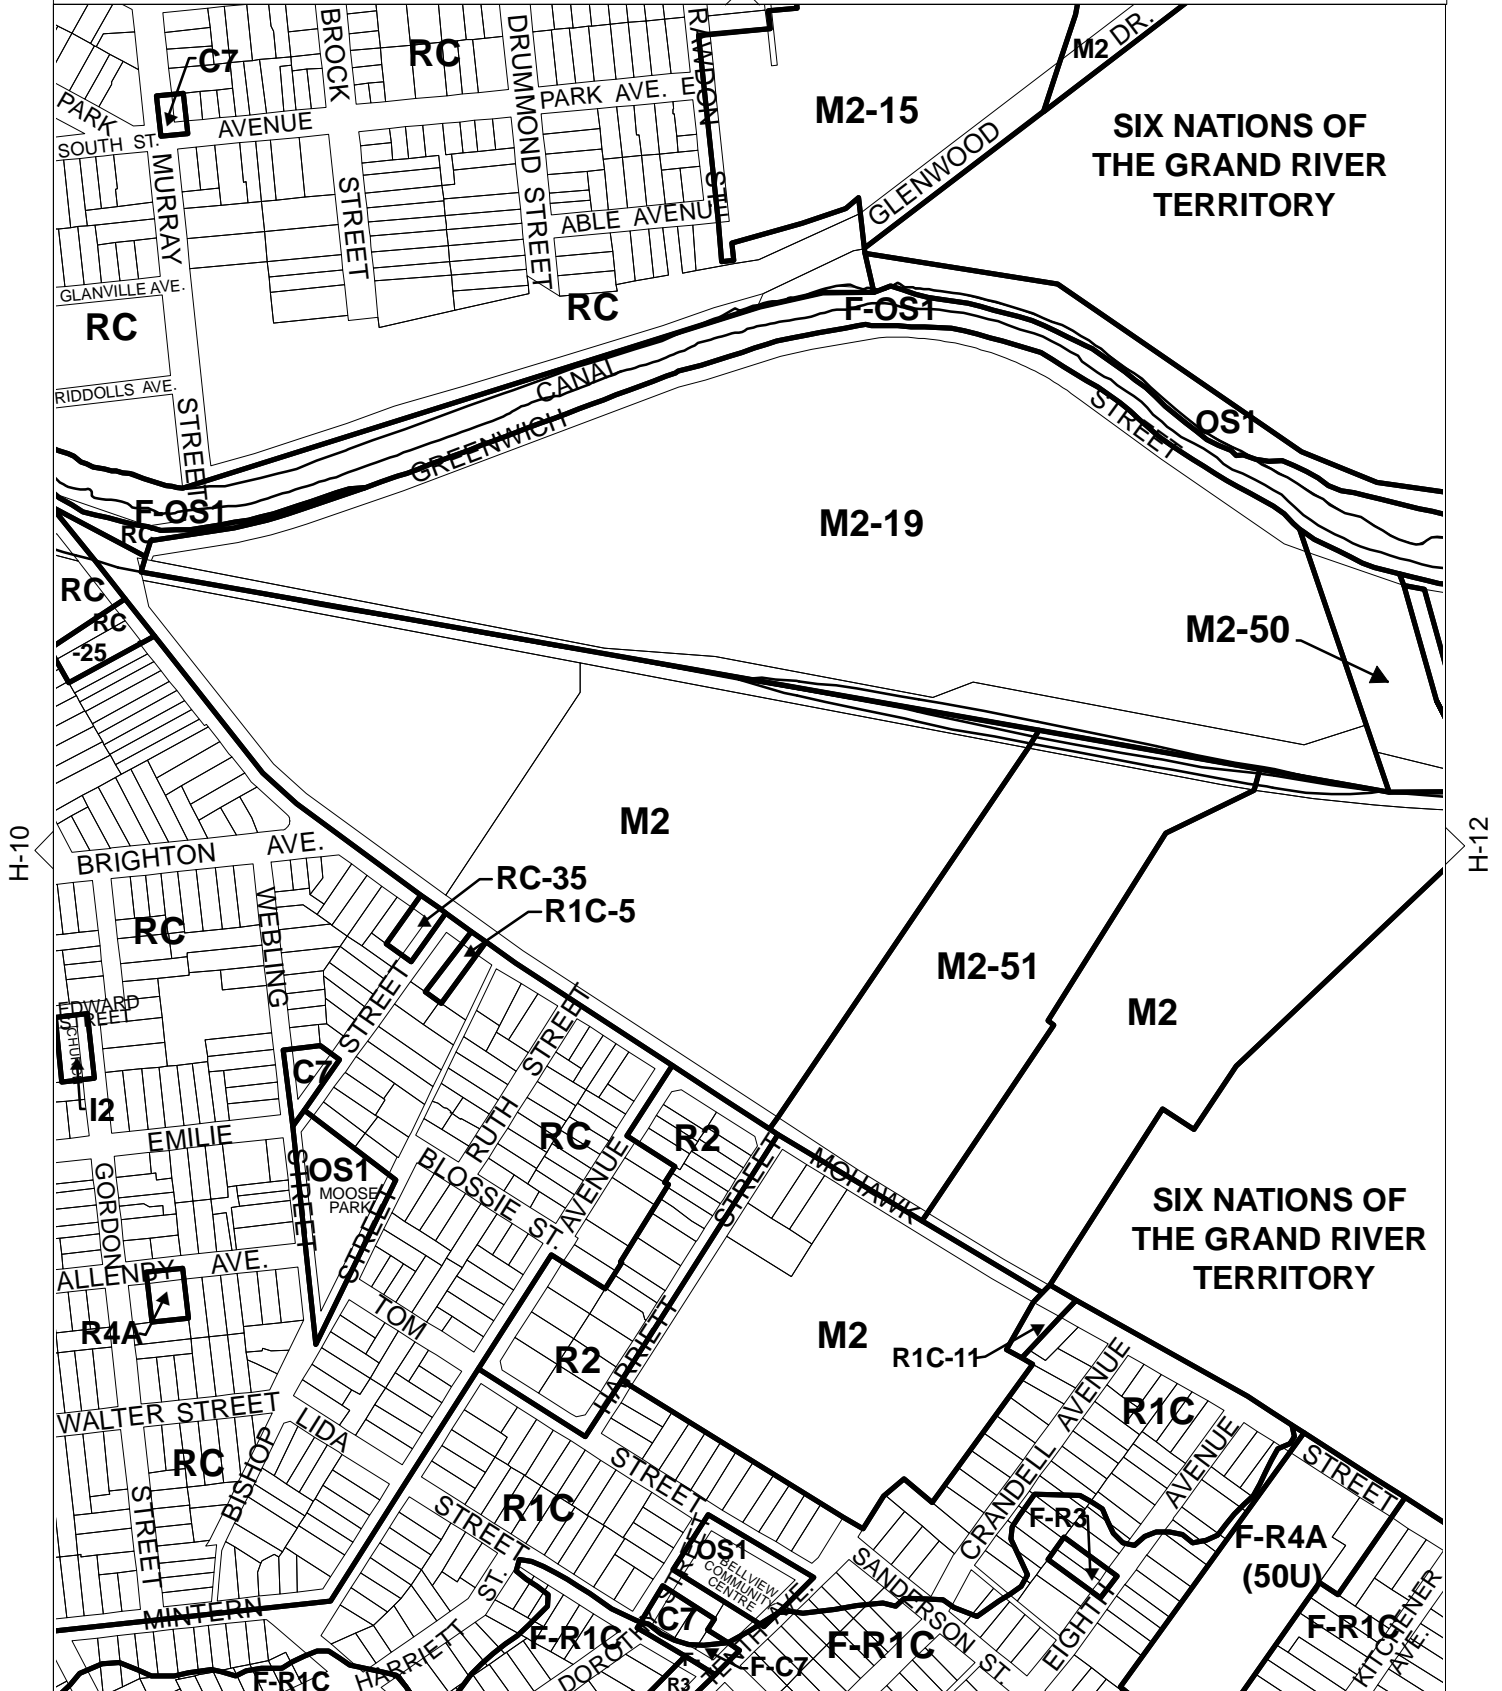 BROCK
DRUMMOND STREET
RAWDON ST.
RC
C7
M2 DR.
PARK
AVENUE
PARK AVE. E
M2-15
SIX NATIONS OF
THE GRAND RIVER
TERRITORY
SOUTH ST.
MURRAY
STREET
GLENWOOD
ABLE AVENU
GLANVILLE AVE.
RC
RC
F-OS1
RIDDOLLS AVE.
STREET
CANAL
GREENWICH
STREET
OS1
F-OS1
RC
M2-19
RC
RC
-25
M2-50
M2
H-10
H-12
BRIGHTON AVE.
RC-35
R1C-5
WEBLING
RC
M2-51
M2
EDWARD
STREET
CHURCH
STREET
STREET
C7
I2
RUTH
EMILIE
RC
R2
BLOSSIE ST.
AVENUE
STREET
MOHAWK
OS1
MOOSE
PARK
STREET
GORDON
STREET
SIX NATIONS OF
THE GRAND RIVER
TERRITORY
ALLENBY AVE.
R4A
TOM
R2
HARRIETT
M2
R1C-11
CRANDELL AVENUE
R1C
WALTER STREET
LIDA
BISHOP
RC
STREET
STREET
STREET
R1C
STREET
AVENUE
F-R3
F-R4A
(50U)
OS1
BELLVIEW
COMMUNITY
CENTRE
SANDERSON
ST.
EIGHTH
ST.
MINTERN
C7
F-R1C
DOROTHY STREET
TENTH AVE.
F-R1C
F-R1C
KITCHENER
AVE.
F-C7
R3
HARRIETT
F-R1C